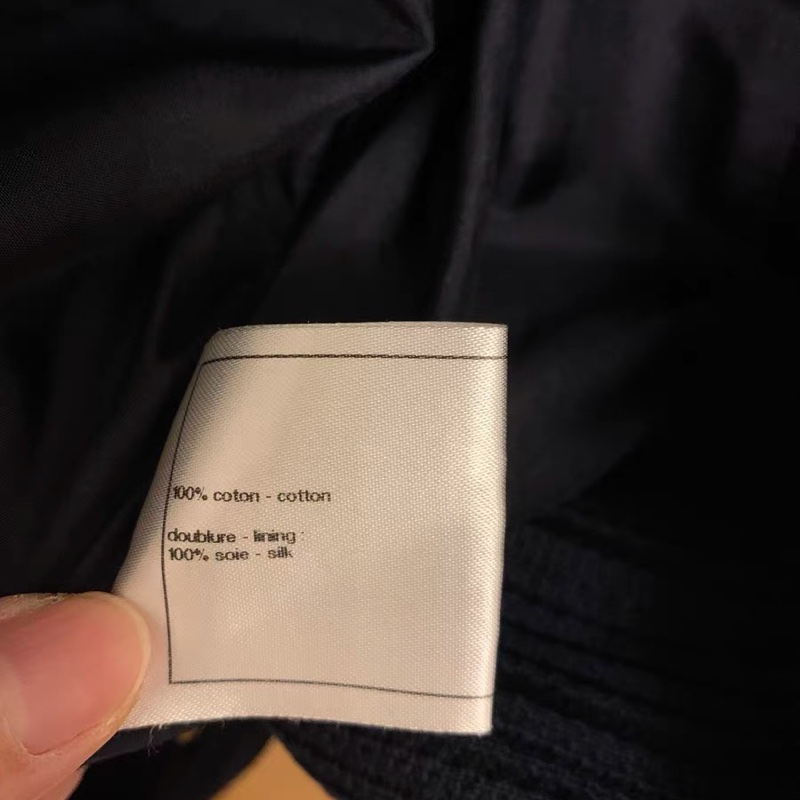 100% coton - cotton
doublure - lining :
100% soie - silk